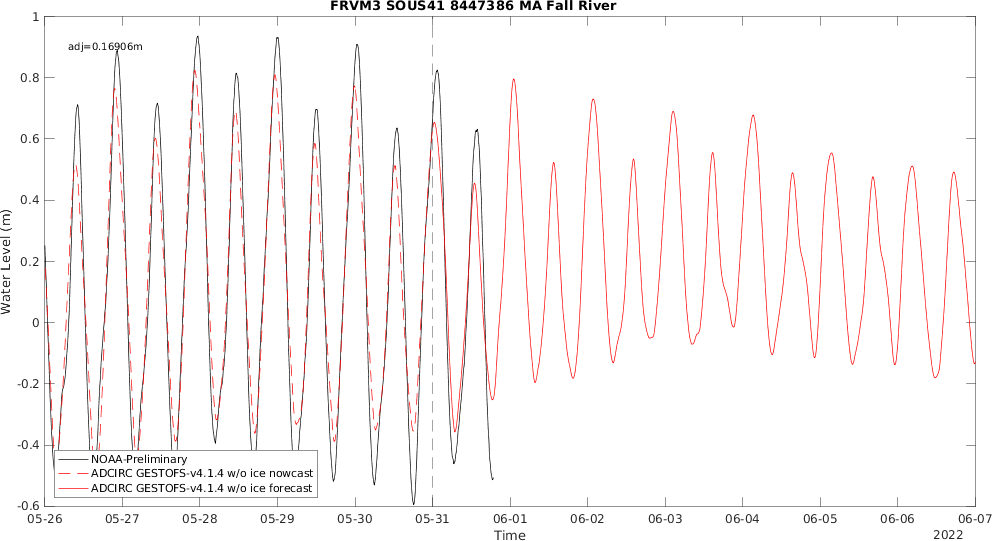 FRVM3 SOUS41 8447386 MA Fall River
adj=0.16906m
1
0.8
0.6
0.4
0.2
0
-0.2
-0.4
-0.6
Water Level (m)
NOAA-Preliminary
ADCIRC GESTOFS-v4.1.4 w/o ice nowcast
ADCIRC GESTOFS-v4.1.4 w/o ice forecast
05-26 05-27 05-28 05-29 05-30 05-31 06-01 06-02 06-03 06-04 06-05 06-06 06-07
Time
2022